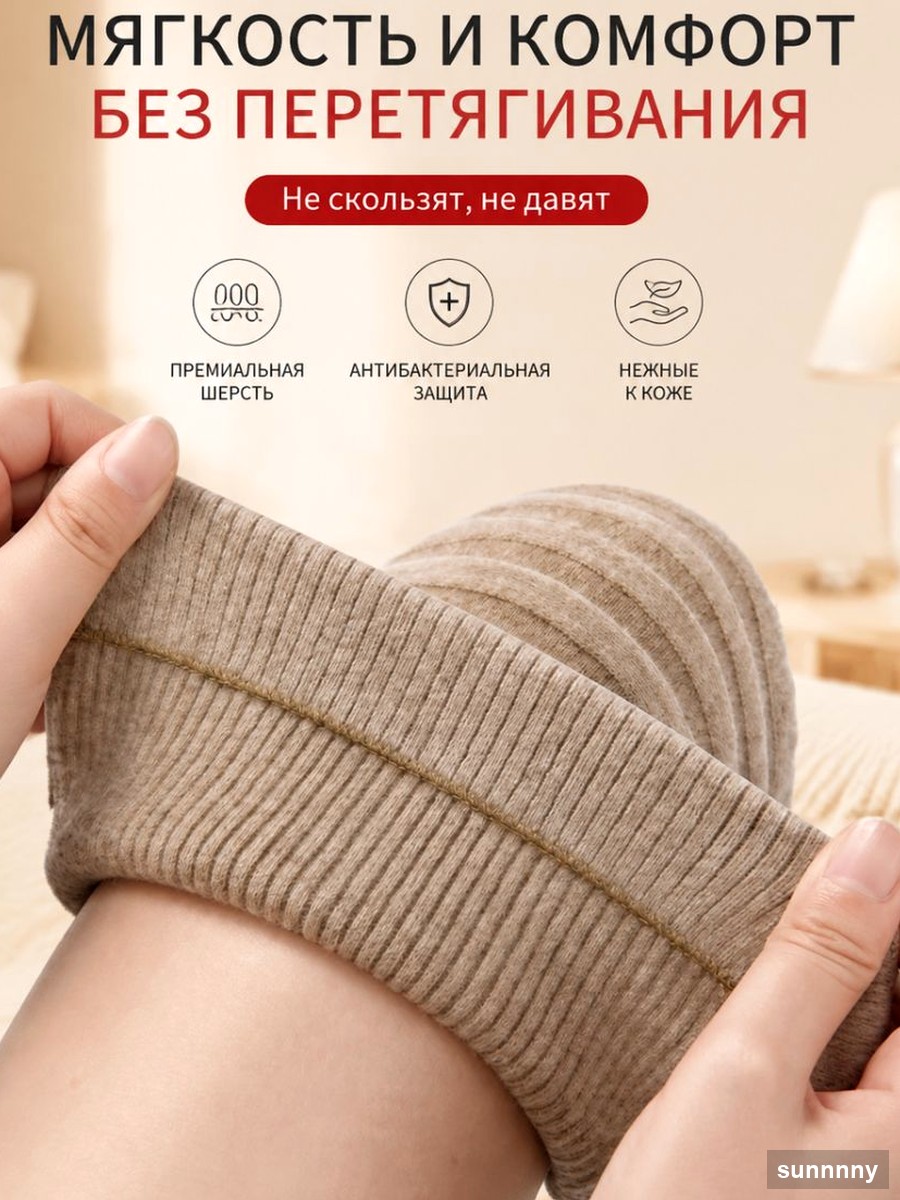 МЯГКОСТЬ И КОМФОРТ
БЕЗ ПЕРЕТЯГИВАНИЯ
Не скользят, не давят
ПРЕМИАЛЬНАЯ
ШЕРСТЬ
АНТИБАКТЕРИАЛЬНАЯ
ЗАЩИТА
НЕЖНЫЕ
К КОЖЕ
sunnnny